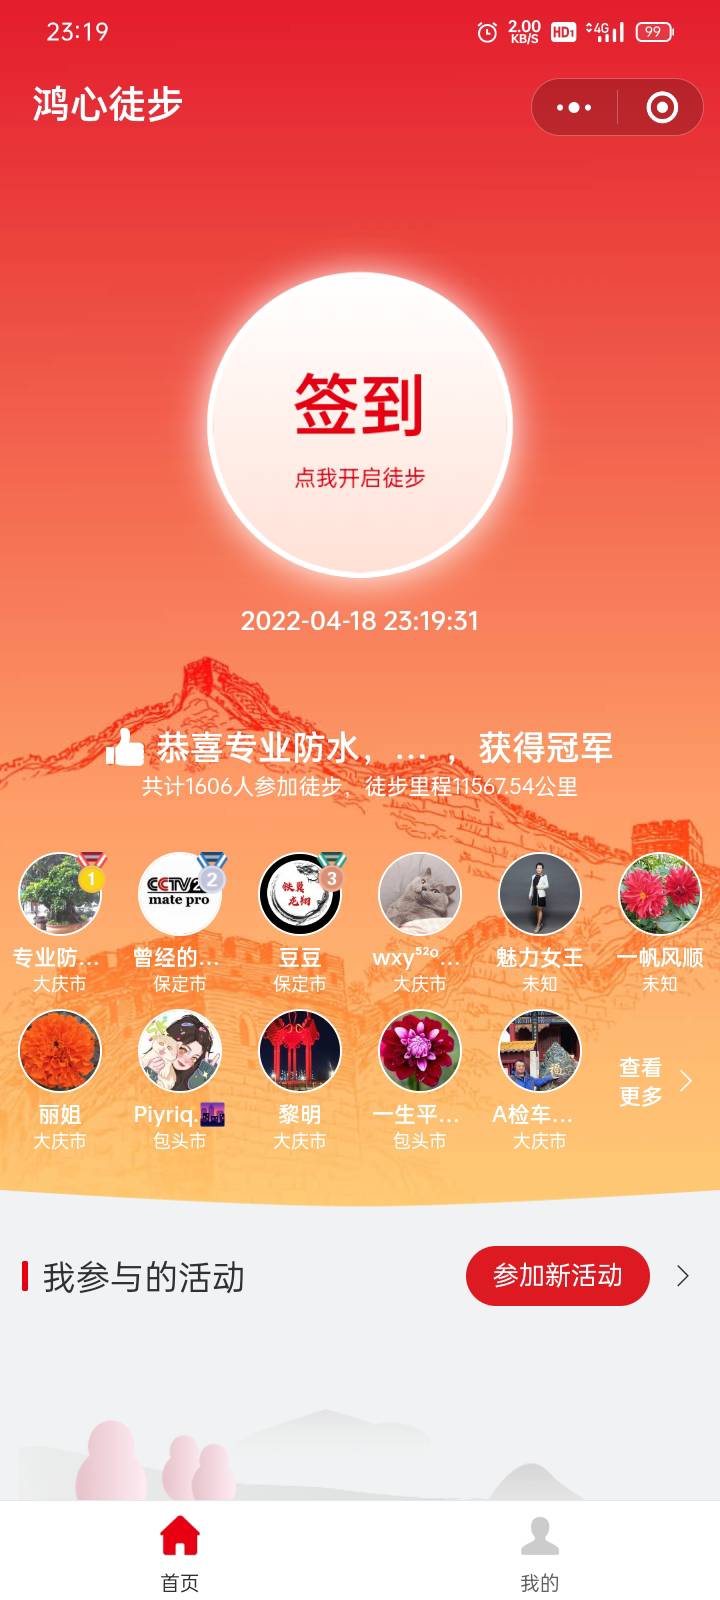 23:19
2.00 KB/S HD1 4G 99
鸿心徒步
签到
点我开启徒步
2022-04-18 23:19:31
恭喜专业防水，... ，获得冠军
共计1606人参加徒步，徒步里程11567.54公里
1 2 3
CCTV2
mate pro
专业防... 曾经的... 豆豆 wxy⁵²⁰... 魅力女王 一帆风顺
大庆市 保定市 保定市 大庆市 未知 未知
查看
更多
丽姐 Piyriq. 黎明 一生平... A检车...
大庆市 包头市 大庆市 包头市 大庆市
我参与的活动 参加新活动
首页 我的